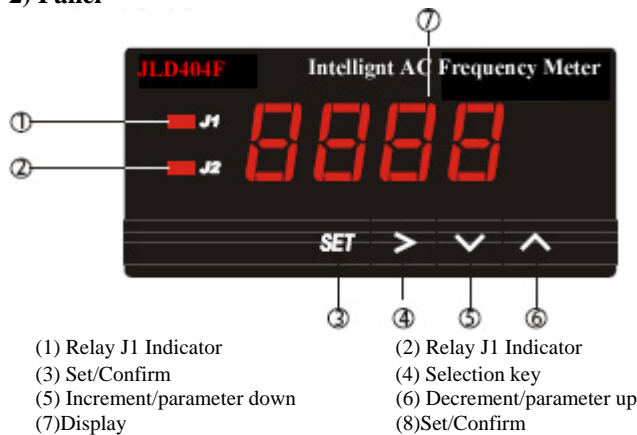 2) Panel
⑦
JLD404F Intellignt AC Frequency Meter
① J1
② J2
8888
SET > ∨ ∧
③ ④ ⑤ ⑥
(1) Relay J1 Indicator (2) Relay J1 Indicator
(3) Set/Confirm (4) Selection key
(5) Increment/parameter down (6) Decrement/parameter up
(7)Display (8)Set/Confirm